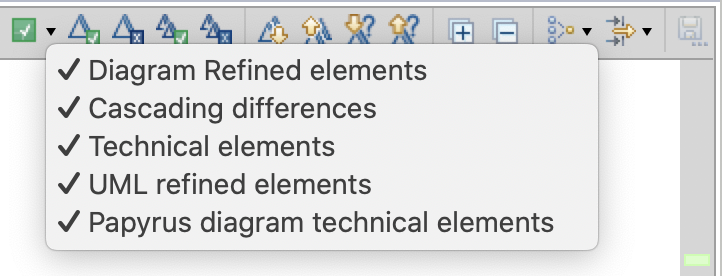 Diagram Refined elements
Cascading differences
Technical elements
UML refined elements
Papyrus diagram technical elements